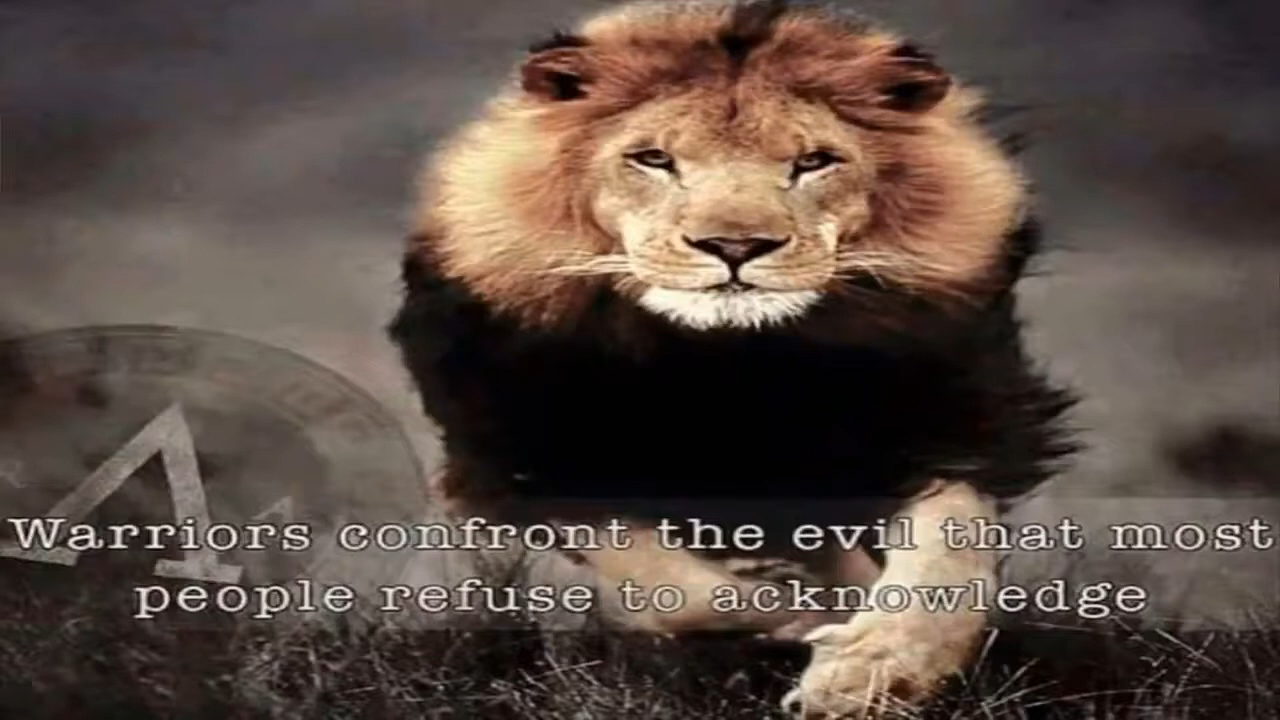 Warriors confront the evil that most
people refuse to acknowledge